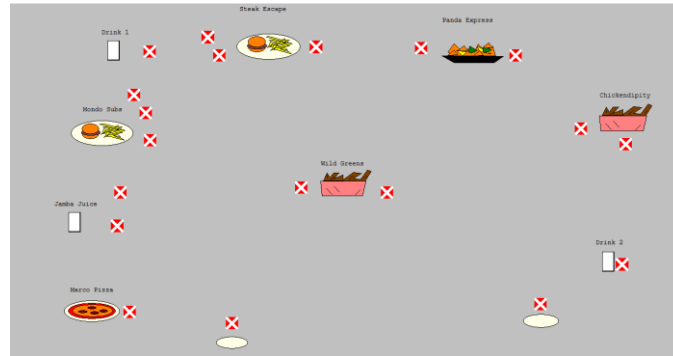 Steak Escape
Panda Express
Drink 1
Chickendipity
Mondo Subs
Wild Greens
Jamba Juice
Drink 2
Marco Pizza